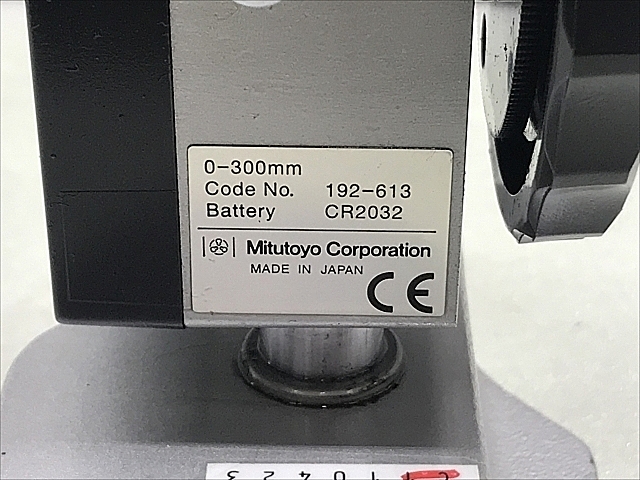 0-300mm
Code No. 192-613
Battery CR2032
Mitutoyo Corporation
MADE IN JAPAN
CE